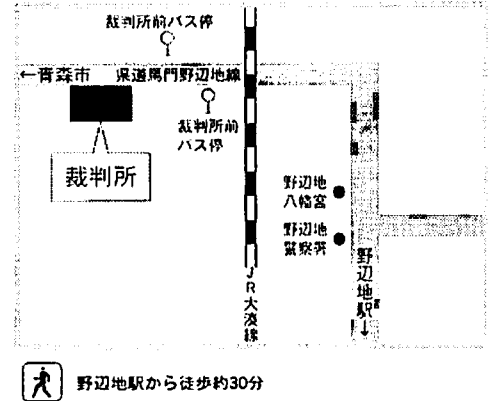 裁判所前バス停
←青森市 県道馬門野辺地線
裁判所前
バス停
裁判所
野辺地
八幡宮
野辺地
警察署
野辺地駅↓
JR大湊線
野辺地駅から徒歩約30分